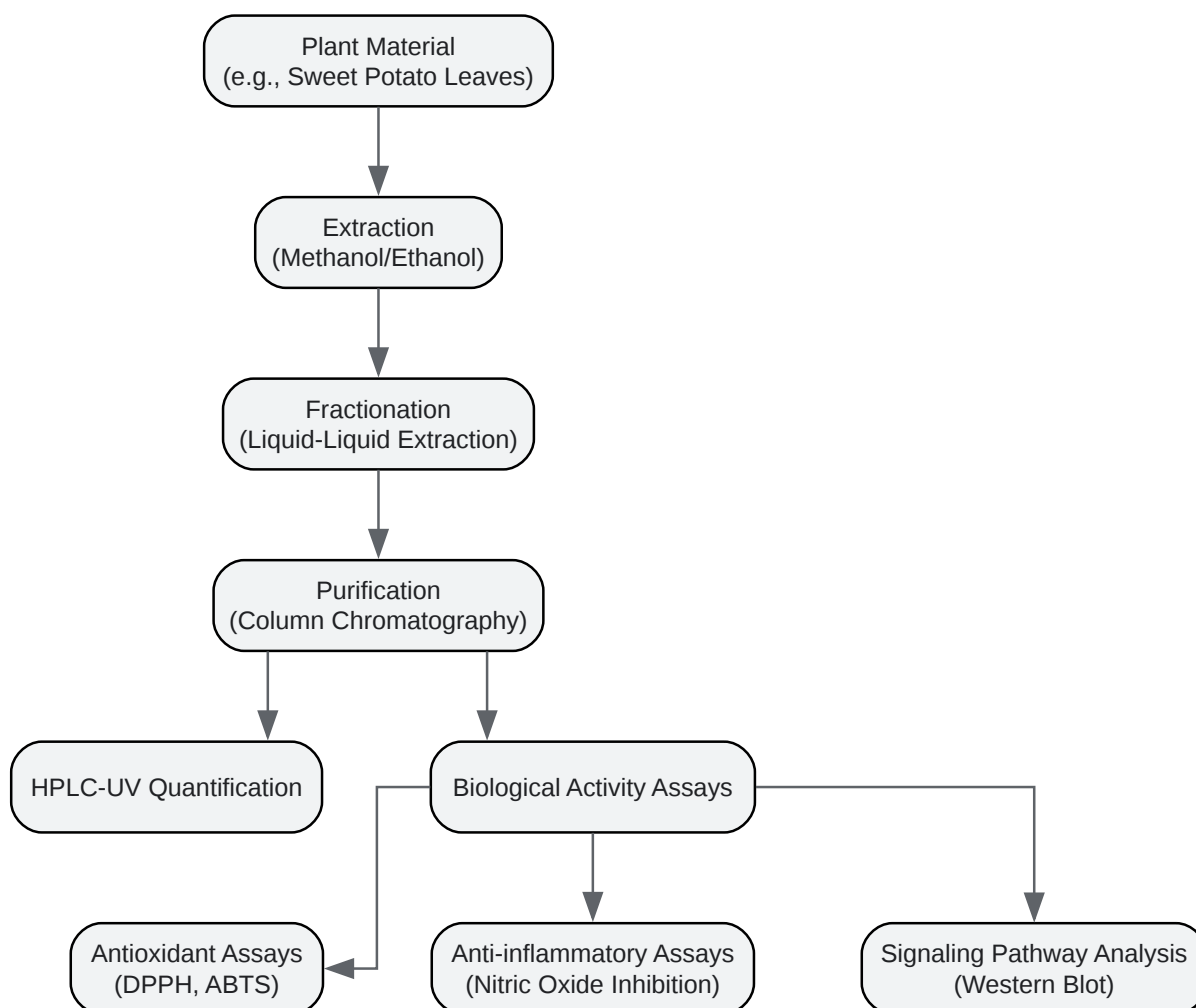 Plant Material
(e.g., Sweet Potato Leaves)
Extraction
(Methanol/Ethanol)
Fractionation
(Liquid-Liquid Extraction)
Purification
(Column Chromatography)
HPLC-UV Quantification
Biological Activity Assays
Antioxidant Assays
(DPPH, ABTS)
Anti-inflammatory Assays
(Nitric Oxide Inhibition)
Signaling Pathway Analysis
(Western Blot)